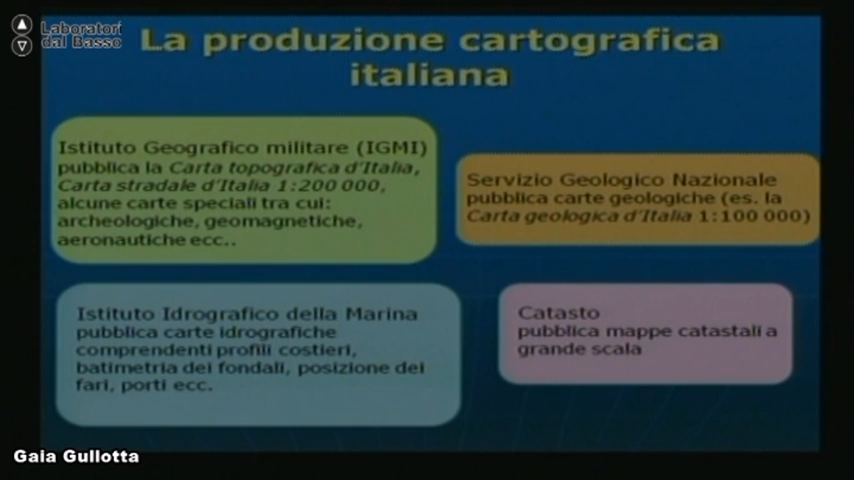 Laboratori
dal Basso
La produzione cartografica
italiana
Istituto Geografico militare (IGMI)
pubblica la Carta topografica d'Italia,
Carta stradale d'Italia 1:200 000,
alcune carte speciali tra cui:
archeologiche, geomagnetiche,
aeronautiche ecc..
Servizio Geologico Nazionale
pubblica carte geologiche (es. la
Carta geologica d'Italia 1:100 000)
Istituto Idrografico della Marina
pubblica carte idrografiche
comprendenti profili costieri,
batimetria dei fondali, posizione dei
fari, porti ecc.
Catasto
pubblica mappe catastali a
grande scala
Gaia Gullotta